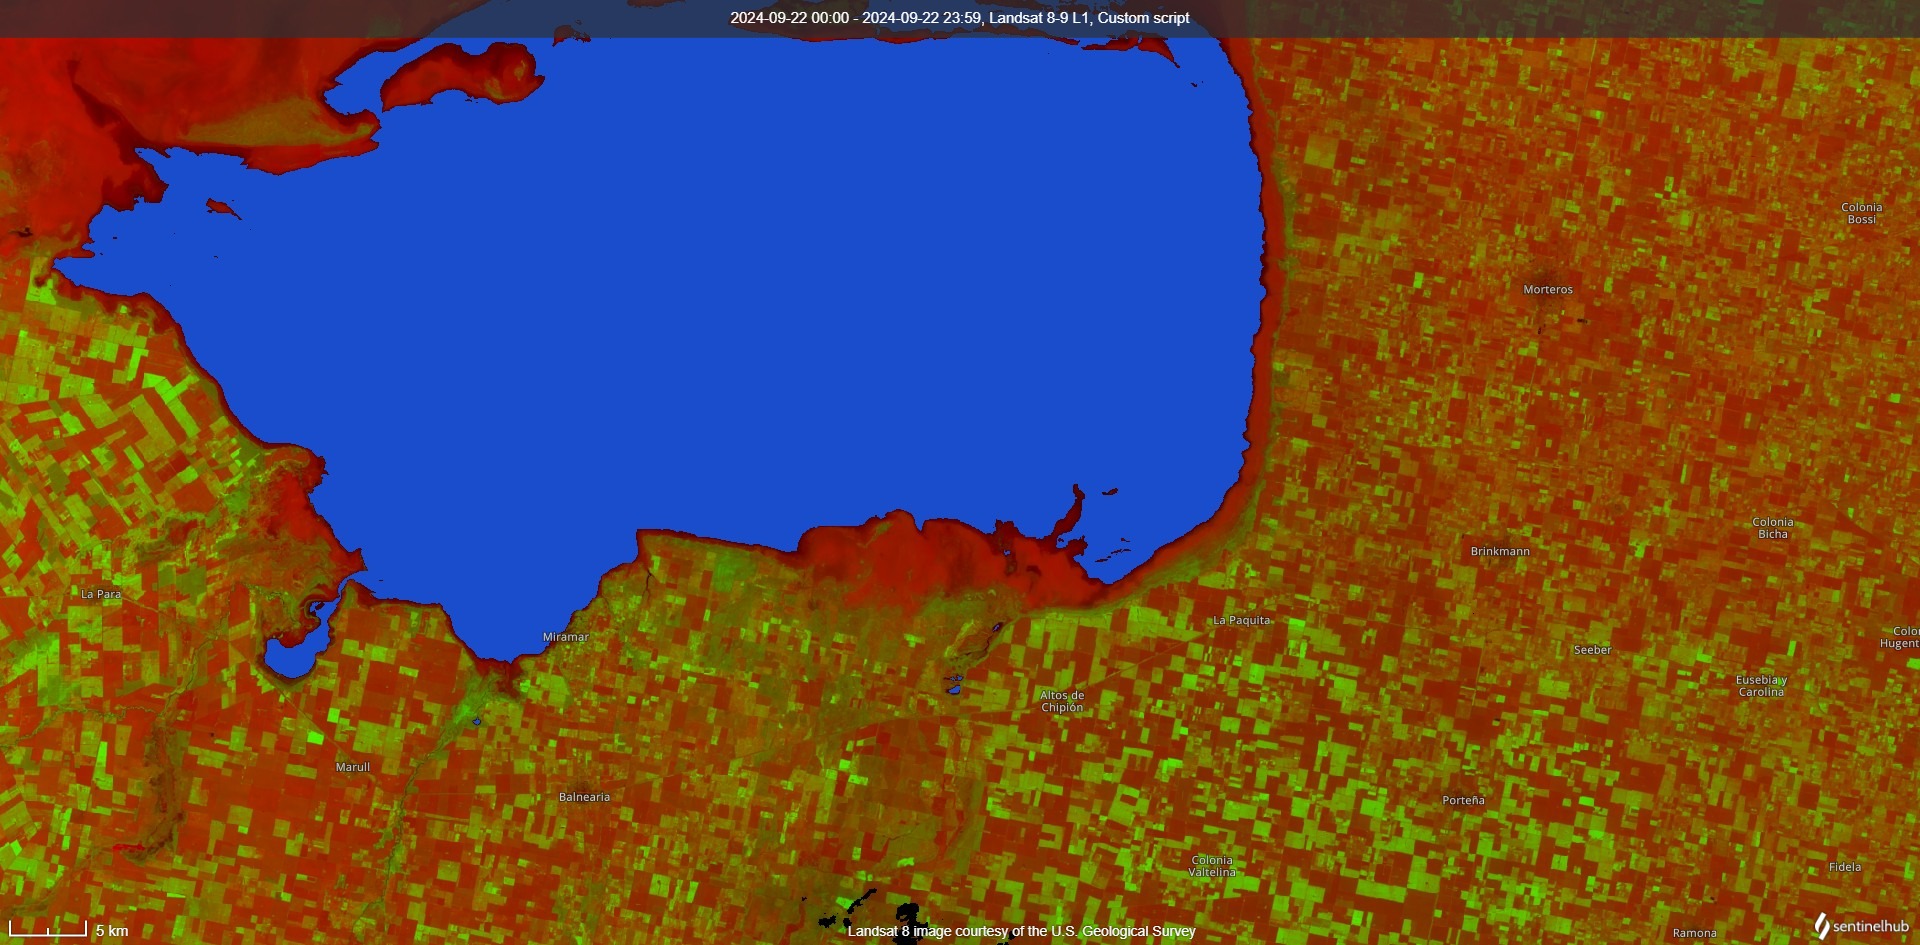 2024-09-22 00:00 - 2024-09-22 23:59, Landsat 8-9 L1, Custom script
Colonia
Bossi
Morteros
Colonia
Bicha
Brinkmann
La Para
La Paquita
Miramar
Seeber
Colon
Hugent
Eusebia y
Carolina
Altos de
Chipión
Marull
Balnearia
Porteña
Colonia
Valtelina
Fidela
5 km
Landsat 8 image courtesy of the U.S. Geological Survey
sentinelhub
Ramona